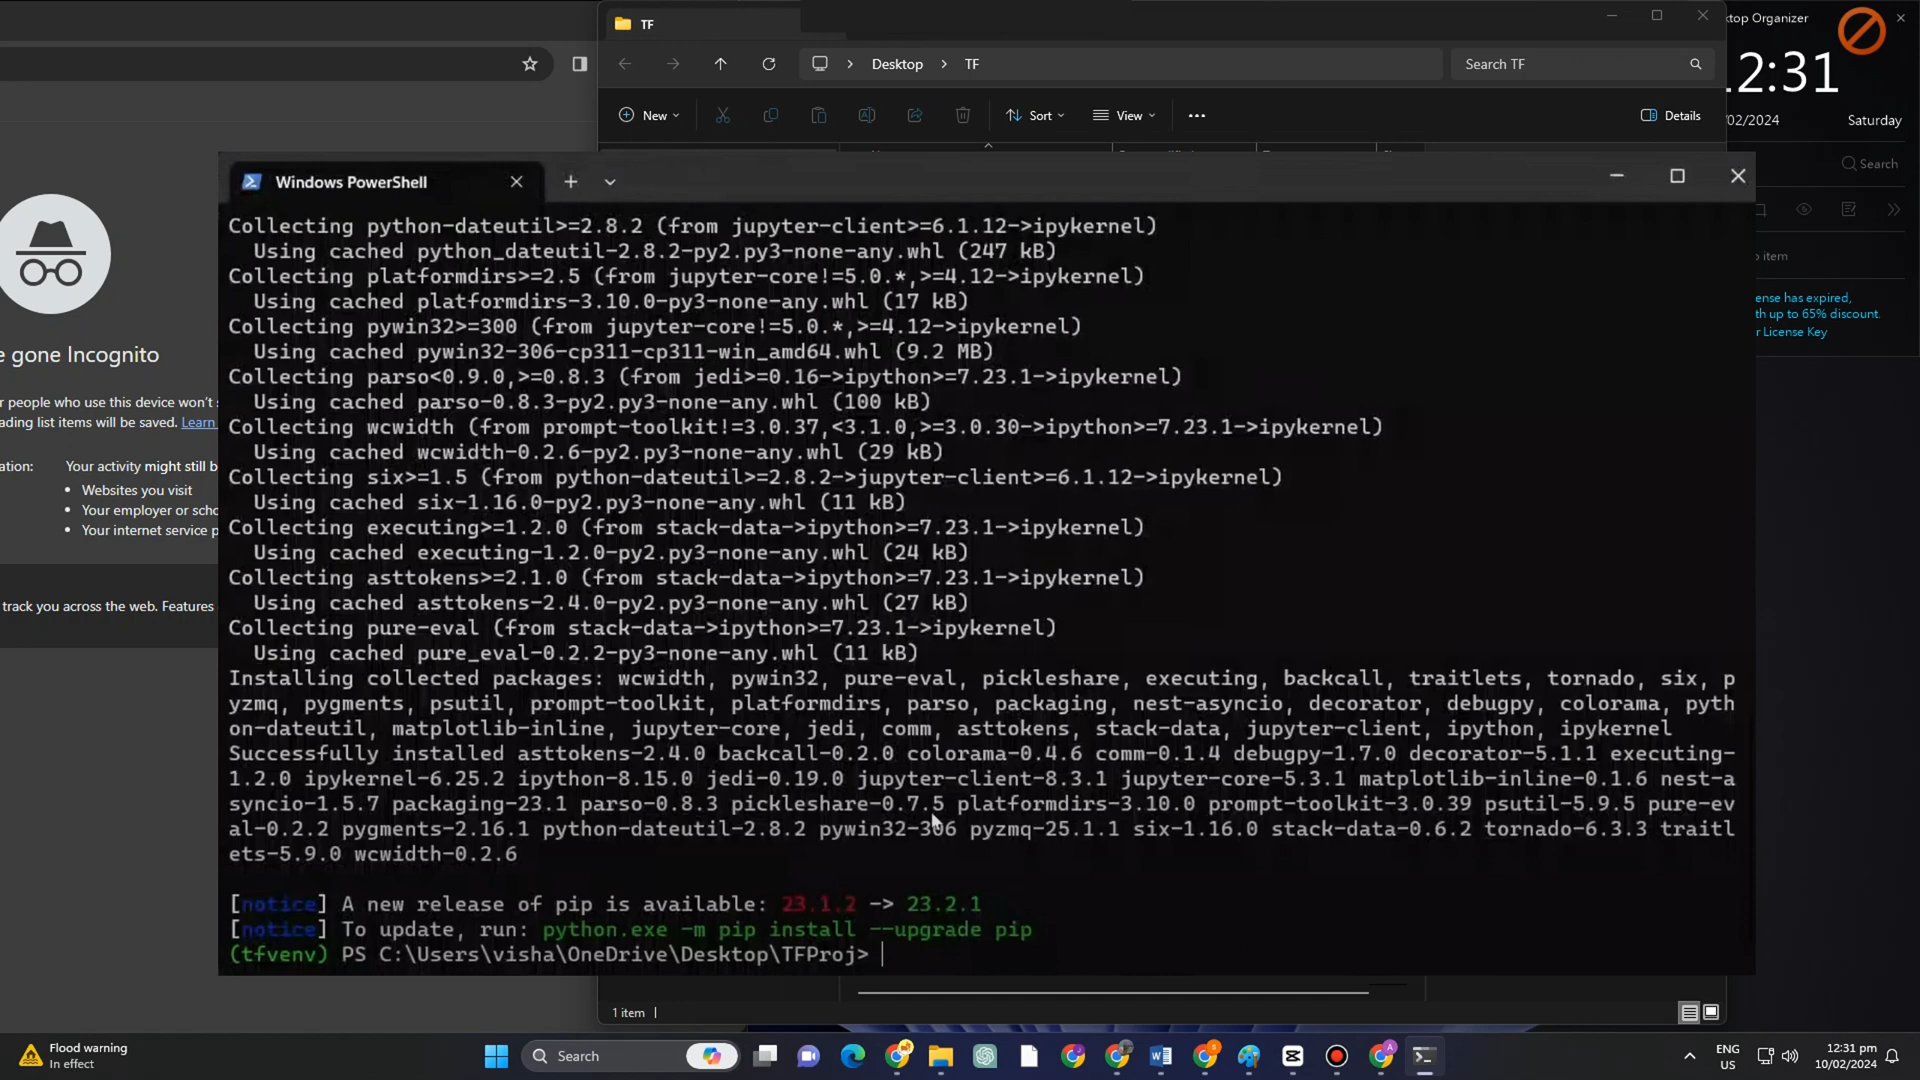 TF
Desktop
TF
Search TF
New
Sort
View
Details
ktop Organizer
2:31
/02/2024
Saturday
Search
item
ense has expired,
th up to 65% discount.
r License Key
e gone Incognito
r people who use this device won't
ading list items will be saved. Learn
ation:
Your activity might still b
Websites you visit
Your employer or scho
Your internet service p
track you across the web. Features
Windows PowerShell
Collecting python-dateutil>=2.8.2 (from jupyter-client>=6.1.12->ipykernel)
Using cached python_dateutil-2.8.2-py2.py3-none-any.whl (247 kB)
Collecting platformdirs>=2.5 (from jupyter-core!=5.0.*,>=4.12->ipykernel)
Using cached platformdirs-3.10.0-py3-none-any.whl (17 kB)
Collecting pywin32>=300 (from jupyter-core!=5.0.*,>=4.12->ipykernel)
Using cached pywin32-306-cp311-cp311-win_amd64.whl (9.2 MB)
Collecting parso<0.9.0,>=0.8.3 (from jedi>=0.16->ipython>=7.23.1->ipykernel)
Using cached parso-0.8.3-py2.py3-none-any.whl (100 kB)
Collecting wcwidth (from prompt-toolkit!=3.0.37,<3.1.0,>=3.0.30->ipython>=7.23.1->ipykernel)
Using cached wcwidth-0.2.6-py2.py3-none-any.whl (29 kB)
Collecting six>=1.5 (from python-dateutil>=2.8.2->jupyter-client>=6.1.12->ipykernel)
Using cached six-1.16.0-py2.py3-none-any.whl (11 kB)
Collecting executing>=1.2.0 (from stack-data->ipython>=7.23.1->ipykernel)
Using cached executing-1.2.0-py2.py3-none-any.whl (24 kB)
Collecting asttokens>=2.1.0 (from stack-data->ipython>=7.23.1->ipykernel)
Using cached asttokens-2.4.0-py2.py3-none-any.whl (27 kB)
Collecting pure-eval (from stack-data->ipython>=7.23.1->ipykernel)
Using cached pure_eval-0.2.2-py3-none-any.whl (11 kB)
Installing collected packages: wcwidth, pywin32, pure-eval, pickleshare, executing, backcall, traitlets, tornado, six, p
yzmq, pygments, psutil, prompt-toolkit, platformdirs, parso, packaging, nest-asyncio, decorator, debugpy, colorama, pyth
on-dateutil, matplotlib-inline, jupyter-core, jedi, comm, asttokens, stack-data, jupyter-client, ipython, ipykernel
Successfully installed asttokens-2.4.0 backcall-0.2.0 colorama-0.4.6 comm-0.1.4 debugpy-1.7.0 decorator-5.1.1 executing-
1.2.0 ipykernel-6.25.2 ipython-8.15.0 jedi-0.19.0 jupyter-client-8.3.1 jupyter-core-5.3.1 matplotlib-inline-0.1.6 nest-a
syncio-1.5.7 packaging-23.1 parso-0.8.3 pickleshare-0.7.5 platformdirs-3.10.0 prompt-toolkit-3.0.39 psutil-5.9.5 pure-ev
al-0.2.2 pygments-2.16.1 python-dateutil-2.8.2 pywin32-306 pyzmq-25.1.1 six-1.16.0 stack-data-0.6.2 tornado-6.3.3 traitl
ets-5.9.0 wcwidth-0.2.6
[notice] A new release of pip is available: 23.1.2 -> 23.2.1
[notice] To update, run: python.exe -m pip install --upgrade pip
(tfvenv) PS C:\Users\visha\OneDrive\Desktop\TFProj>
1 item
Flood warning
In effect
Search
ENG
US
12:31 pm
10/02/2024